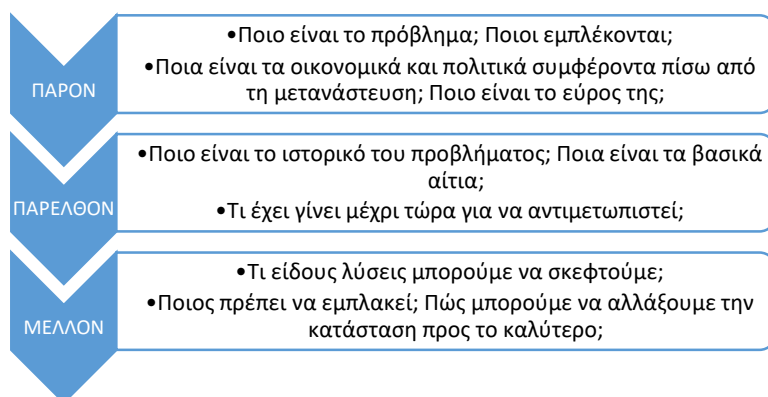 ΠΑΡΟΝ
•Ποιο είναι το πρόβλημα; Ποιοι εμπλέκονται;
•Ποια είναι τα οικονομικά και πολιτικά συμφέροντα πίσω από
τη μετανάστευση; Ποιο είναι το εύρος της;
ΠΑΡΕΛΘΟΝ
•Ποιο είναι το ιστορικό του προβλήματος; Ποια είναι τα βασικά
αίτια;
•Τι έχει γίνει μέχρι τώρα για να αντιμετωπιστεί;
ΜΕΛΛΟΝ
•Τι είδους λύσεις μπορούμε να σκεφτούμε;
•Ποιος πρέπει να εμπλακεί; Πώς μπορούμε να αλλάξουμε την
κατάσταση προς το καλύτερο;